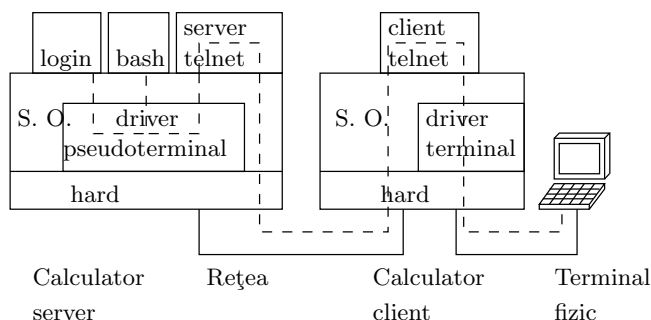 login
bash
server
telnet
S. O.
driver
pseudoterminal
hard
client
telnet
S. O.
driver
terminal
hard
Calculator
server
Rețea
Calculator
client
Terminal
fizic